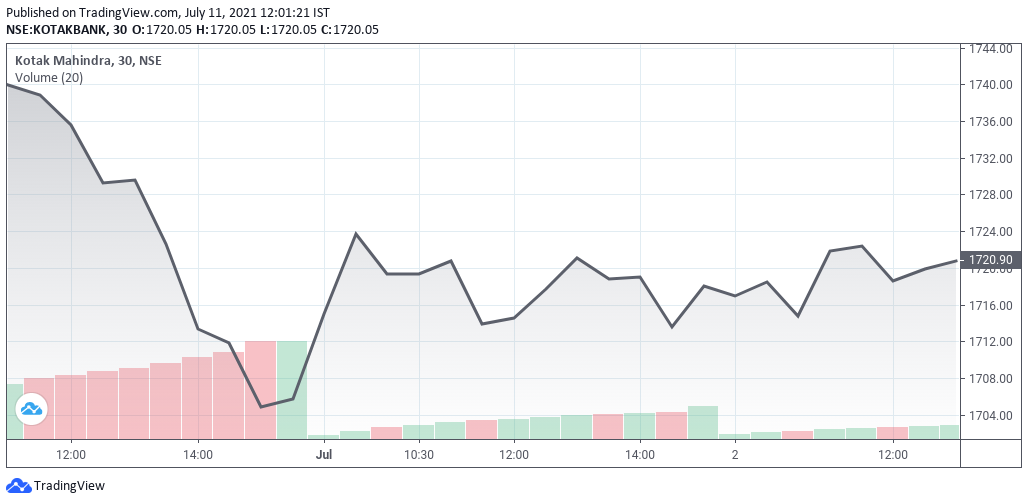 Published on TradingView.com, July 11, 2021 12:01:21 IST
NSE:KOTAKBANK, 30 O:1720.05 H:1720.05 L:1720.05 C:1720.05
Kotak Mahindra, 30, NSE
Volume (20)
1744.00
1740.00
1736.00
1732.00
1728.00
1724.00
1720.90
1720.00
1716.00
1712.00
1708.00
1704.00
12:00 14:00 Jul 10:30 12:00 14:00 2 12:00
TradingView